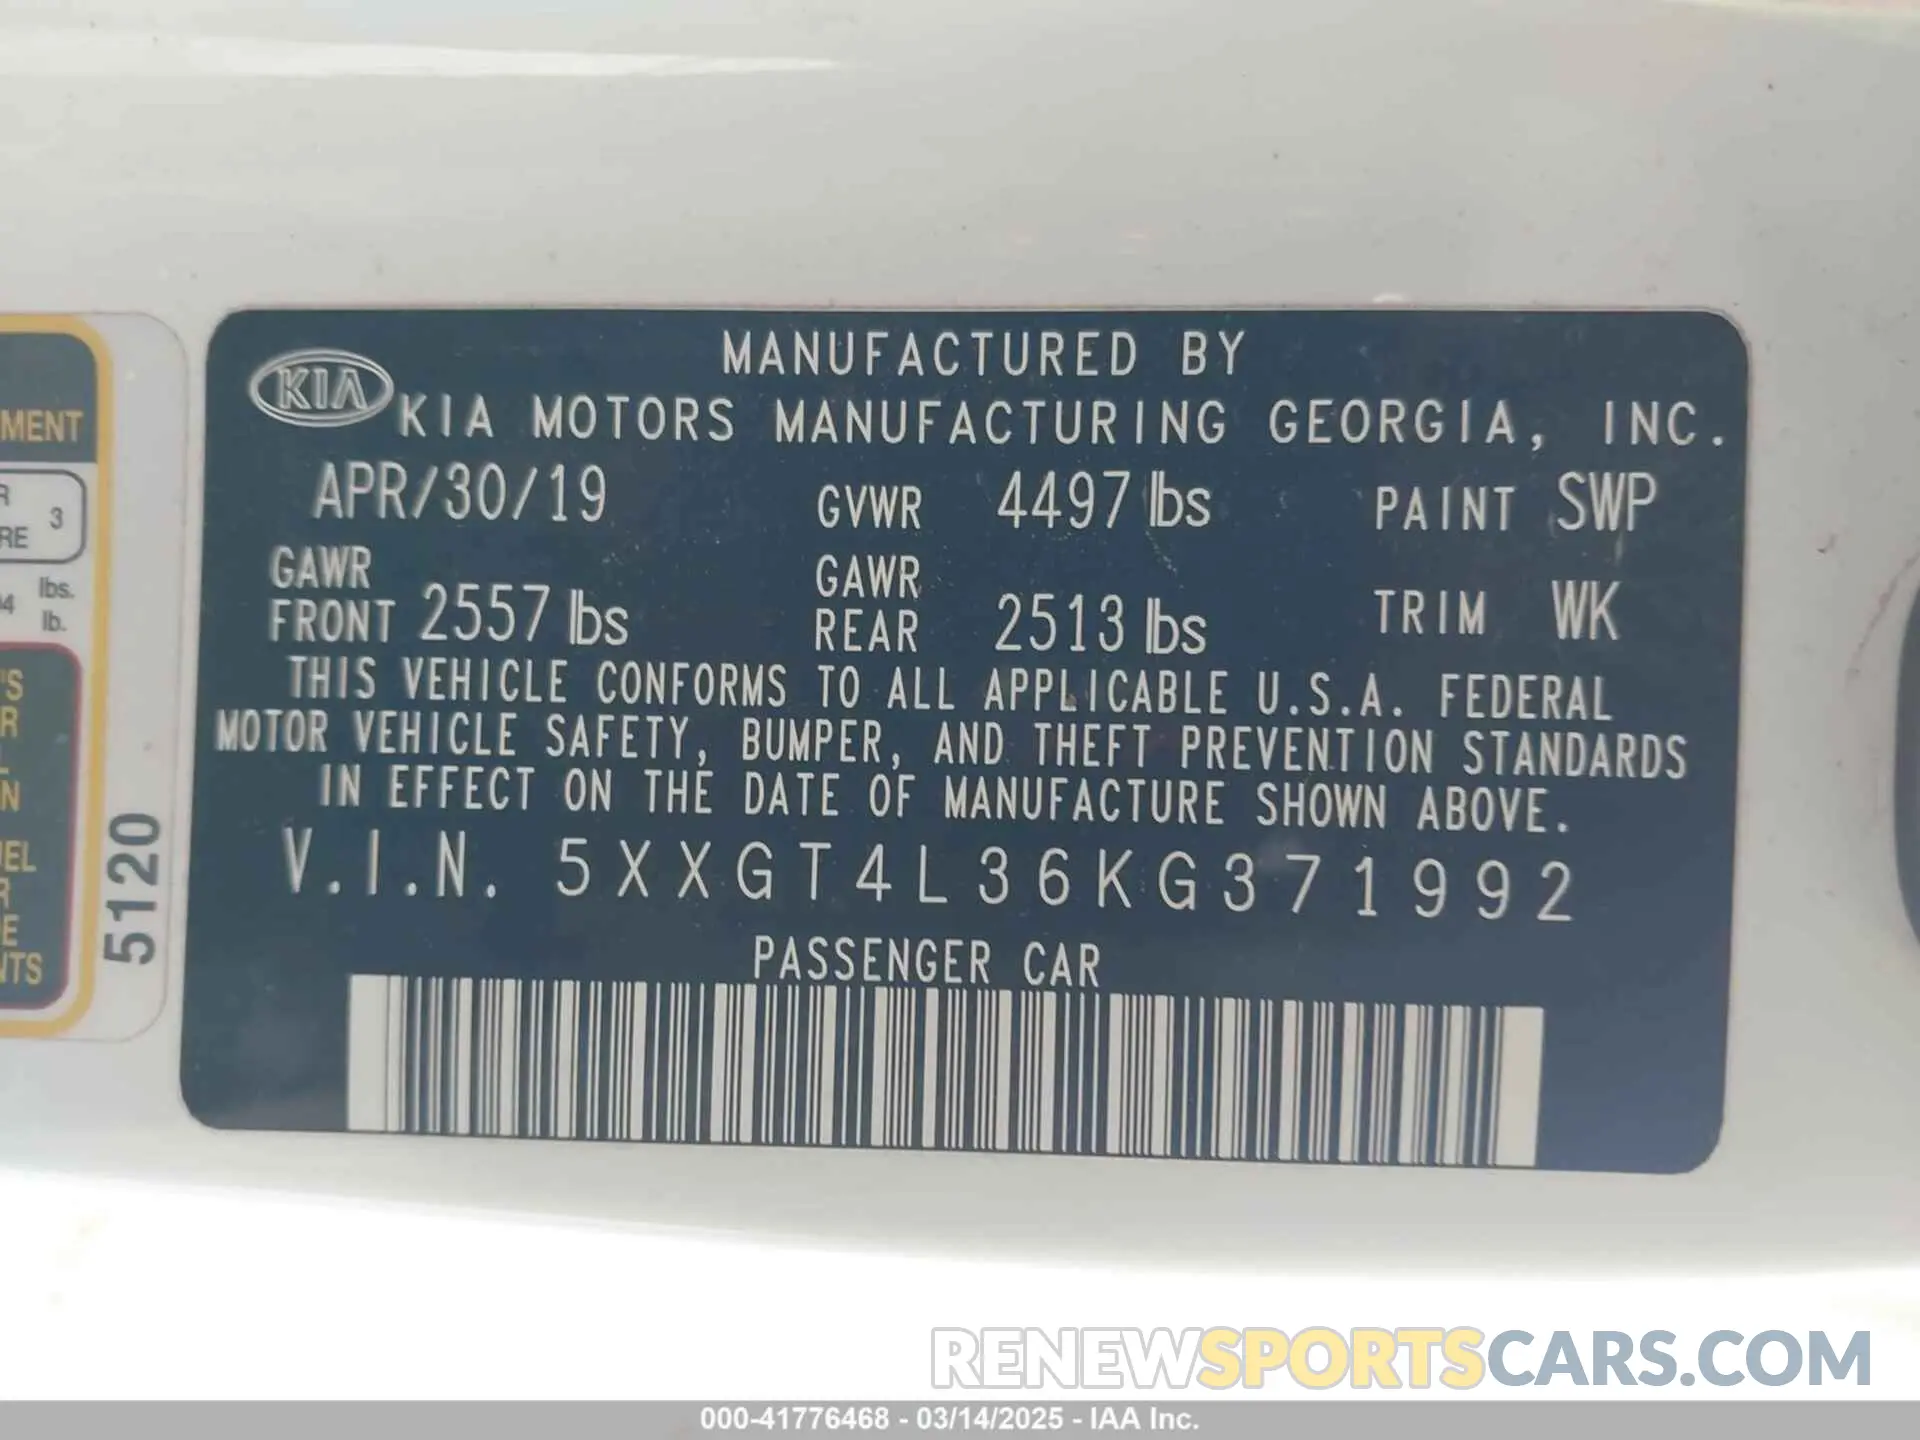 MANUFACTURED BY
KIA
KIA MOTORS MANUFACTURING GEORGIA, INC.
APR/30/19 GVWR 4497 lbs PAINT SWP
GAWR FRONT 2557 lbs GAWR REAR 2513 lbs TRIM WK
THIS VEHICLE CONFORMS TO ALL APPLICABLE U.S.A. FEDERAL
MOTOR VEHICLE SAFETY, BUMPER, AND THEFT PREVENTION STANDARDS
IN EFFECT ON THE DATE OF MANUFACTURE SHOWN ABOVE.
V.I.N. 5XXGT4L36KG371992
PASSENGER CAR
5120
3
lbs.
lb.
RENEWSPORTSCARS.COM
000-41776468 - 03/14/2025 - IAA Inc.